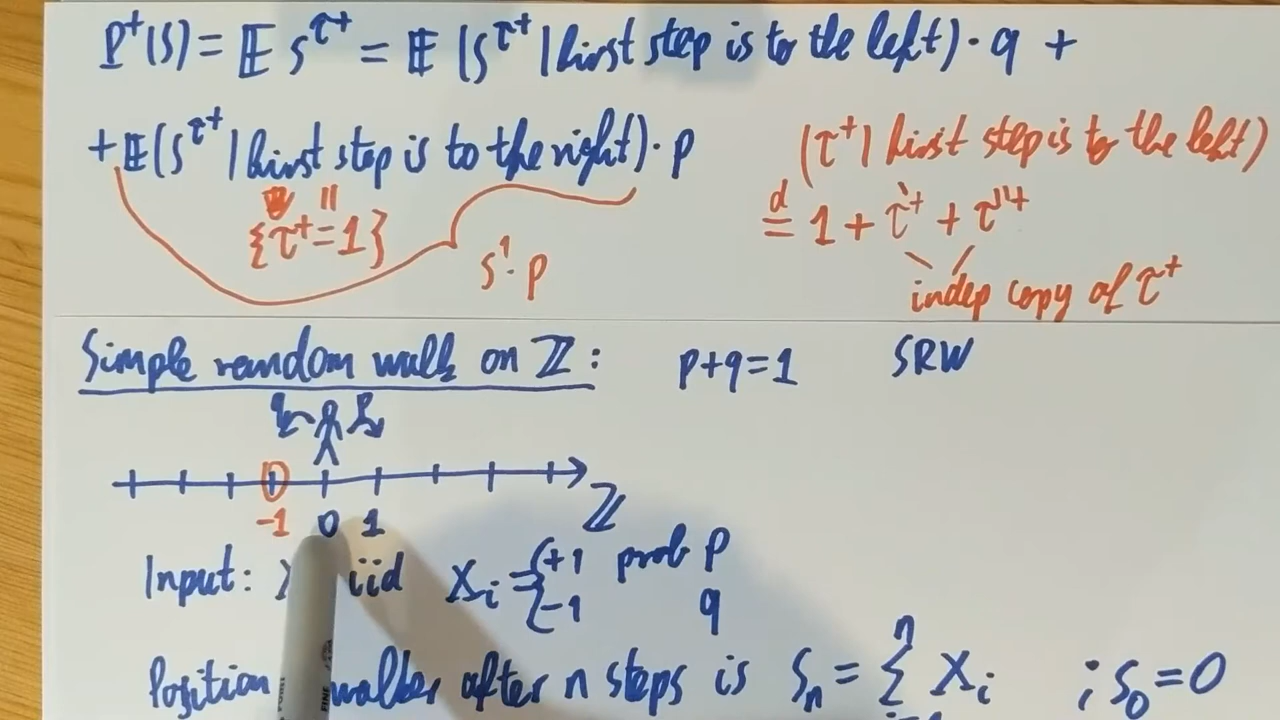 P⁺(s) = 𝔼 s^τ⁺ = 𝔼 (s^τ⁺ | first step is to the left) · q +
+ 𝔼(s^τ⁺ | first step is to the right) · p
{τ⁺=1}
s¹ · p
(τ⁺ | first step is to the left)
d
= 1 + τ'⁺ + τ''⁺
indep copy of τ⁺
Simple random walk on ℤ: p+q=1 SRW
-1 0 1 ℤ
Input: iid Xᵢ = { +1 prob p
-1 q
Position walker after n steps is Sₙ = Σⁿ Xᵢ ; S₀ = 0